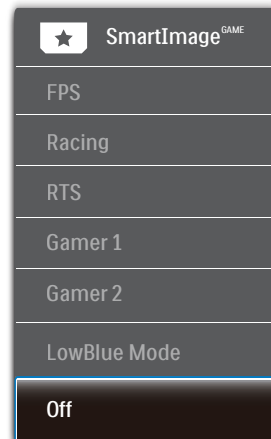 SmartImage GAME
FPS
Racing
RTS
Gamer 1
Gamer 2
LowBlue Mode
Off